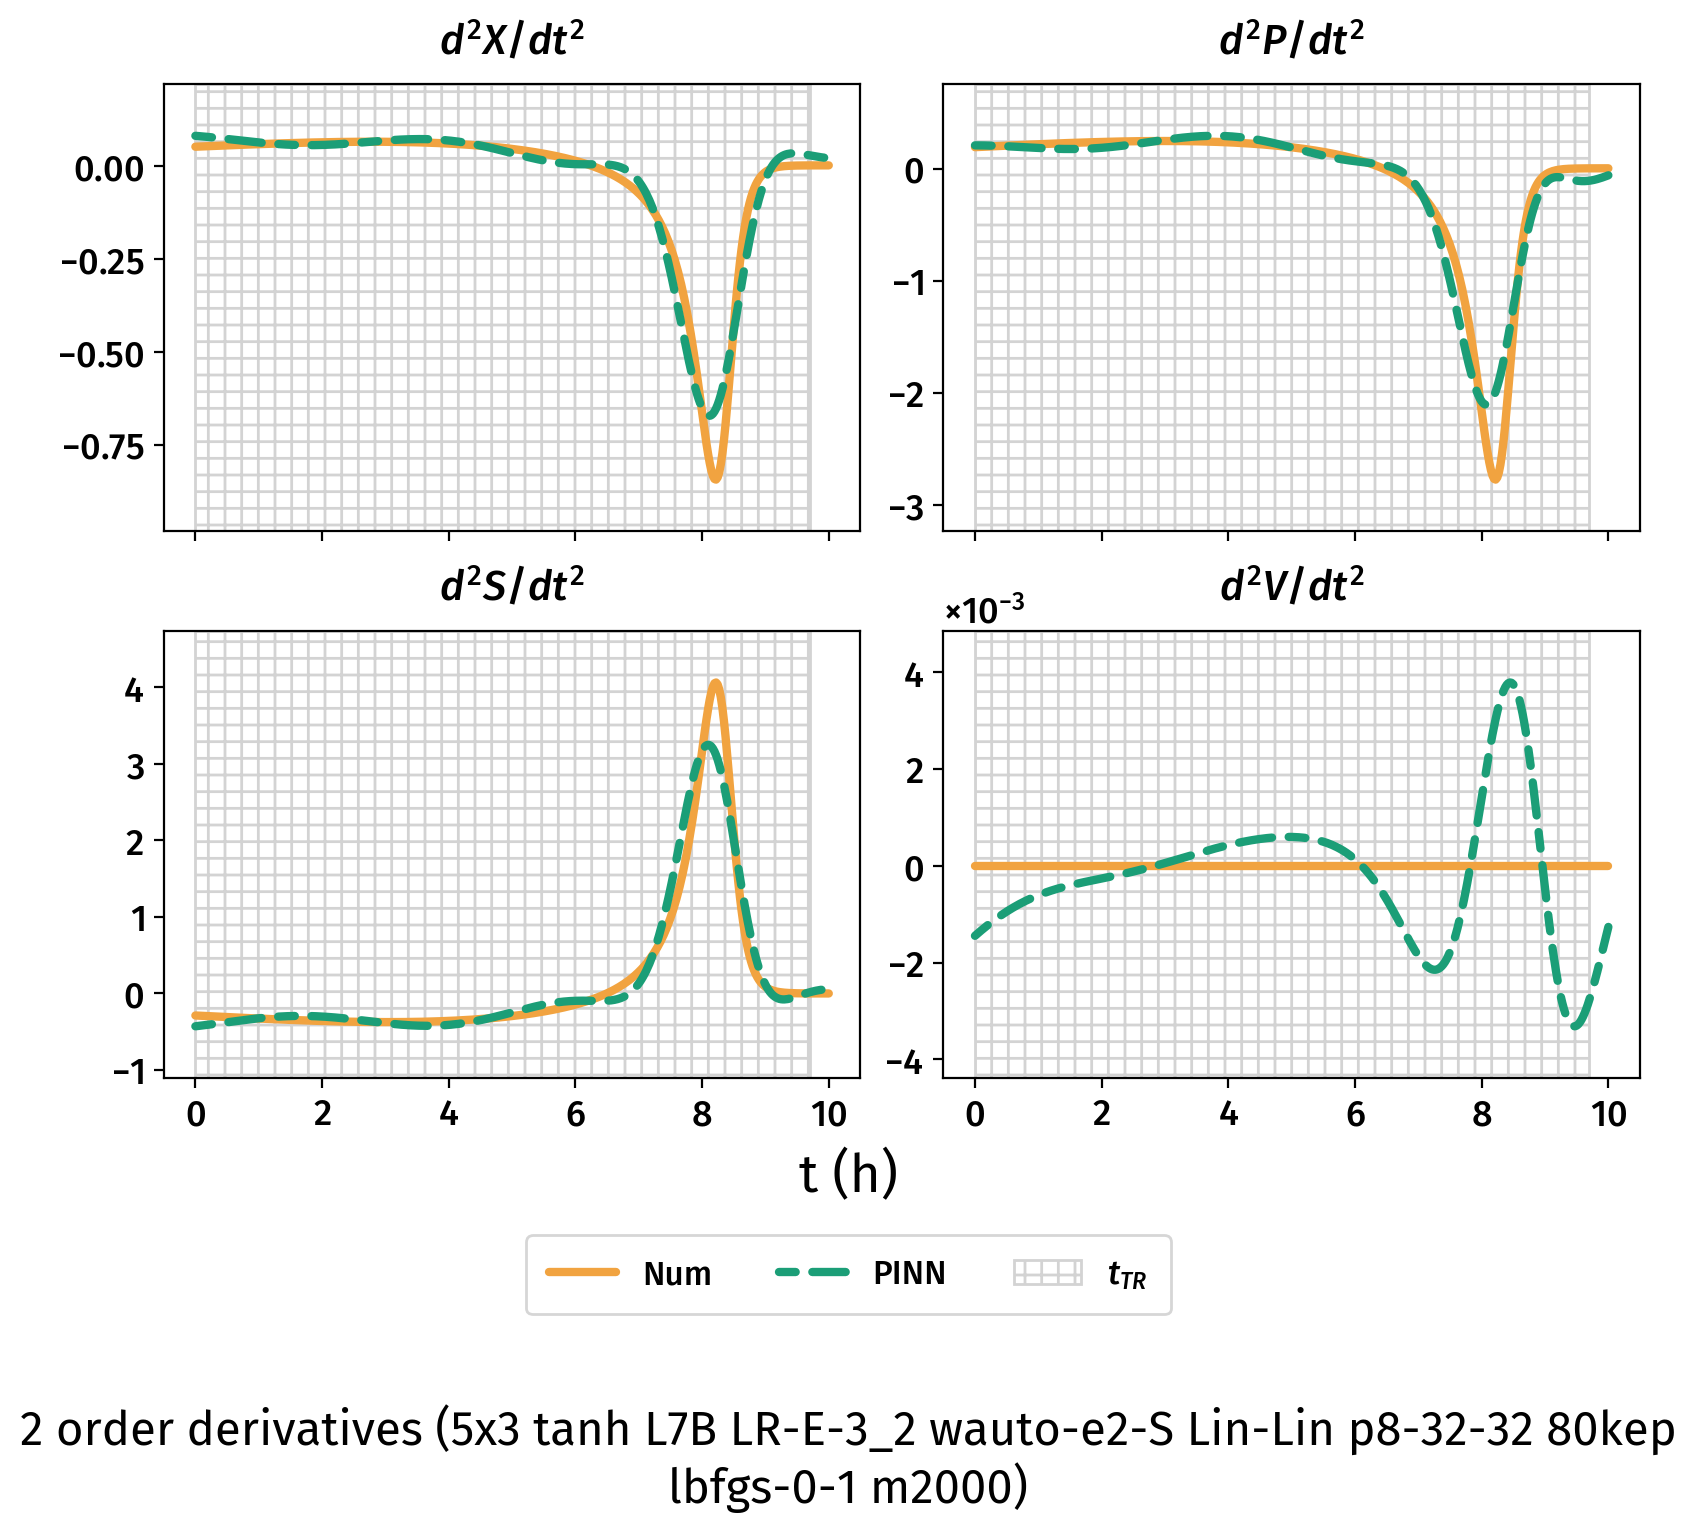 d²X/dt²
d²P/dt²
0.00
−0.25
−0.50
−0.75
0
−1
−2
−3
d²S/dt²
d²V/dt²
×10⁻³
4
3
2
1
0
−1
4
2
0
−2
−4
0 2 4 6 8 10
0 2 4 6 8 10
t (h)
Num PINN t_TR
2 order derivatives (5x3 tanh L7B LR-E-3_2 wauto-e2-S Lin-Lin p8-32-32 80kep
lbfgs-0-1 m2000)